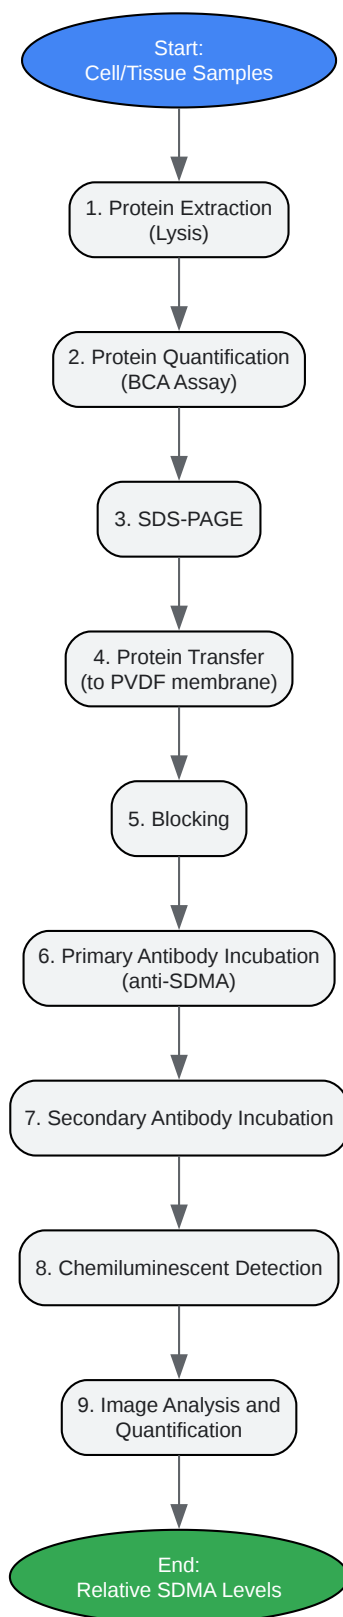 Start:
Cell/Tissue Samples
1. Protein Extraction
(Lysis)
2. Protein Quantification
(BCA Assay)
3. SDS-PAGE
4. Protein Transfer
(to PVDF membrane)
5. Blocking
6. Primary Antibody Incubation
(anti-SDMA)
7. Secondary Antibody Incubation
8. Chemiluminescent Detection
9. Image Analysis and
Quantification
End:
Relative SDMA Levels